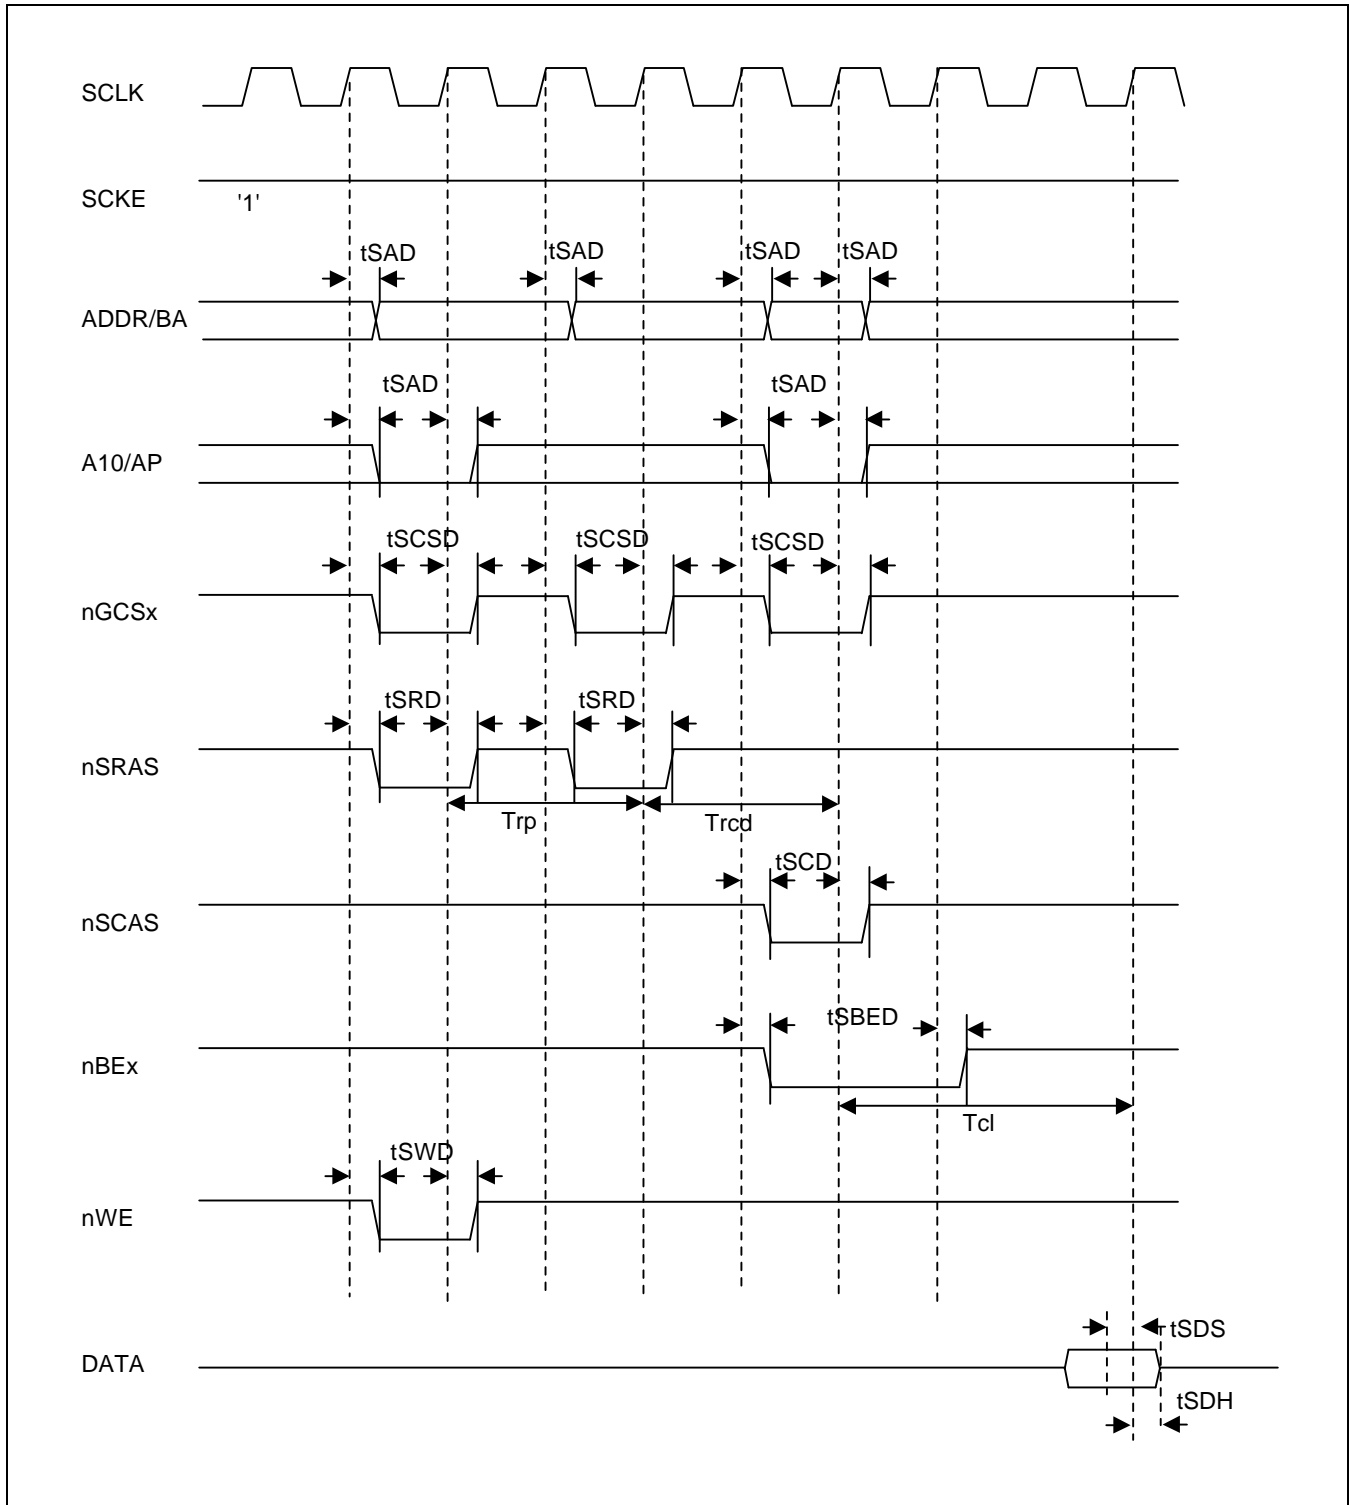 SCLK
SCKE '1'
tSAD tSAD tSAD tSAD
ADDR/BA
tSAD tSAD
A10/AP
tSCSD tSCSD tSCSD
nGCSx
tSRD tSRD
nSRAS
Trp Trcd
tSCD
nSCAS
tSBED
nBEx
Tcl
tSWD
nWE
tSDS
DATA
tSDH